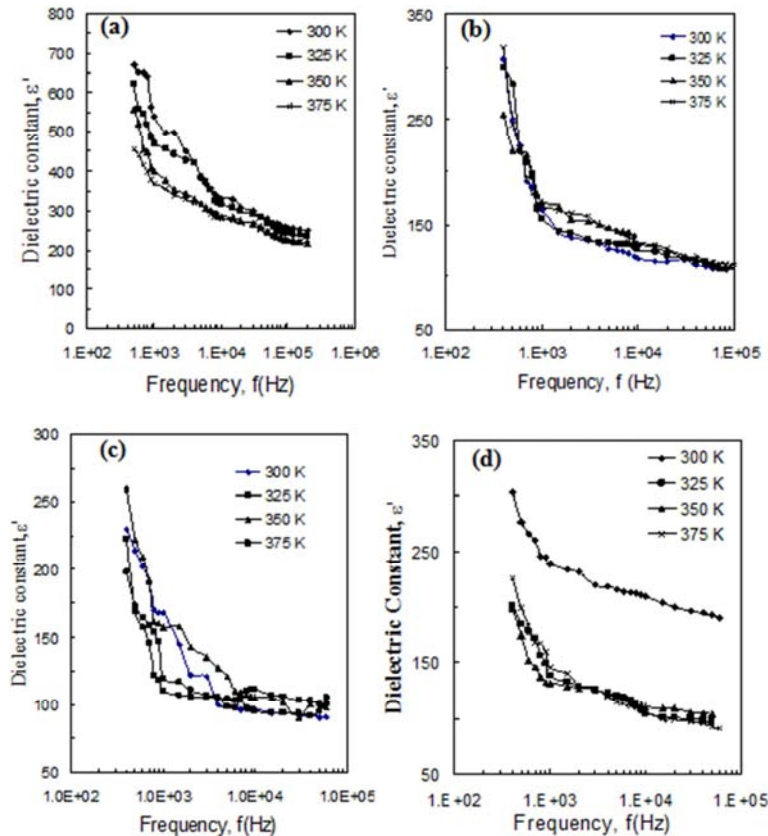 (a)
300 K
325 K
350 K
375 K
800
700
600
500
400
300
200
100
0
Dielectric constant, ε'
1.E+02 1.E+03 1.E+04 1.E+05 1.E+06
Frequency, f(Hz)
(b)
300 K
325 K
350 K
375 K
350
250
150
50
Dielectric constant, ε'
1.E+02 1.E+03 1.E+04 1.E+05
Frequency, f (Hz)
(c)
300 K
325 K
350 K
375 K
300
250
200
150
100
50
Dielectric constant, ε'
1.0E+02 1.0E+03 1.0E+04 1.0E+05
Frequency, f(Hz)
(d)
300 K
325 K
350 K
375 K
350
250
150
50
Dielectric Constant, ε'
1.E+02 1.E+03 1.E+04 1.E+05
Frequency, f(Hz)